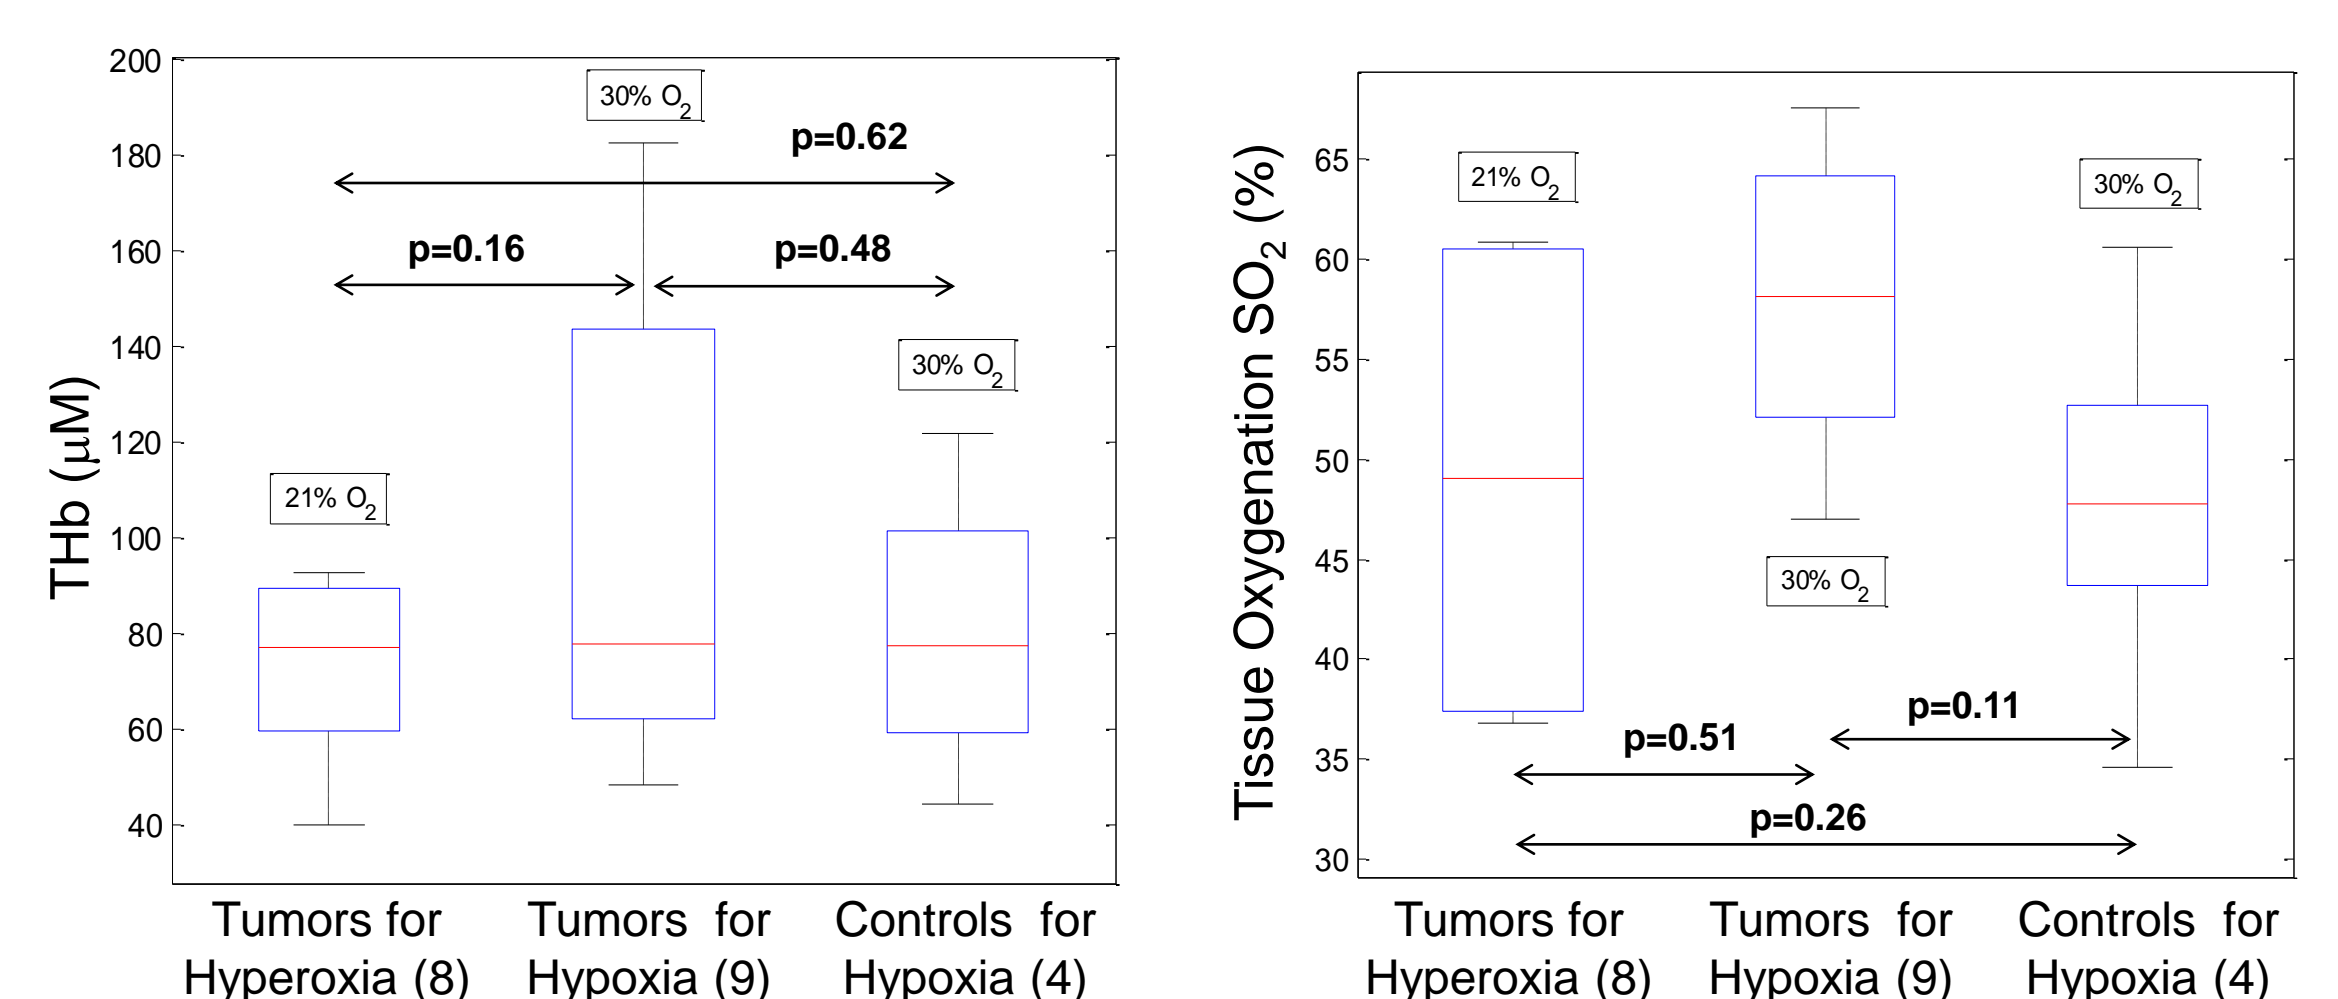 THb (μM)
200
180
160
140
120
100
80
60
40
30% O2
p=0.62
p=0.16
p=0.48
30% O2
21% O2
Tumors for
Hyperoxia (8)
Tumors for
Hypoxia (9)
Controls for
Hypoxia (4)
Tissue Oxygenation SO2 (%)
65
60
55
50
45
40
35
30
21% O2
30% O2
30% O2
p=0.11
p=0.51
p=0.26
Tumors for
Hyperoxia (8)
Tumors for
Hypoxia (9)
Controls for
Hypoxia (4)